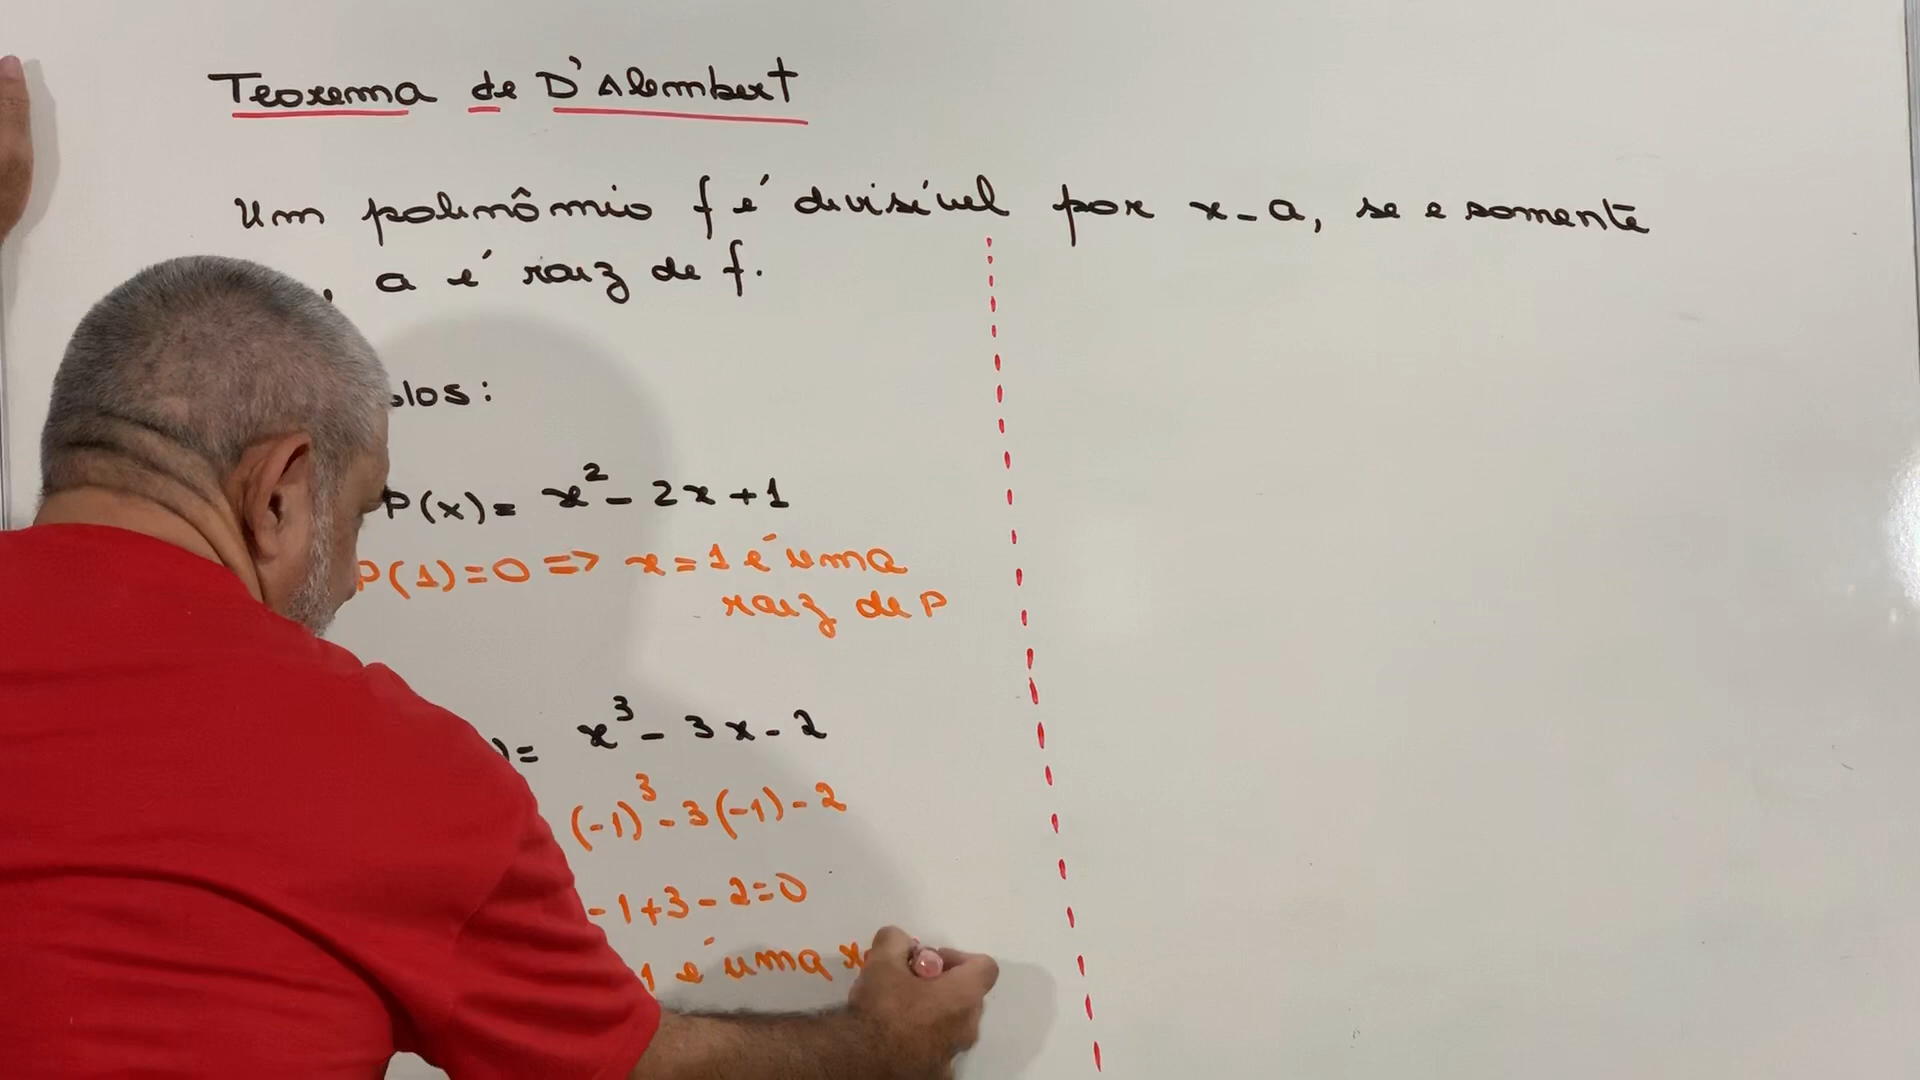 Teorema de D'Alembert
Um polinômio f é divisível por x-a, se e somente
, a é raiz de f.
plos:
P(x)= x²- 2x+1
P(1)=0 => x=1 é uma
raiz de P
)= x³- 3x-2
(-1)³-3(-1)-2
-1+3-2=0
1 é uma